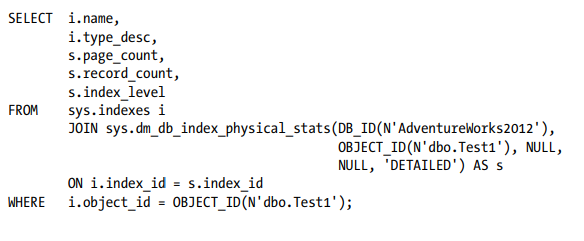 SELECT i.name,
i.type_desc,
s.page_count,
s.record_count,
s.index_level
FROM sys.indexes i
JOIN sys.dm_db_index_physical_stats(DB_ID(N'AdventureWorks2012'),
OBJECT_ID(N'dbo.Test1'), NULL,
NULL, 'DETAILED') AS s
ON i.index_id = s.index_id
WHERE i.object_id = OBJECT_ID(N'dbo.Test1');